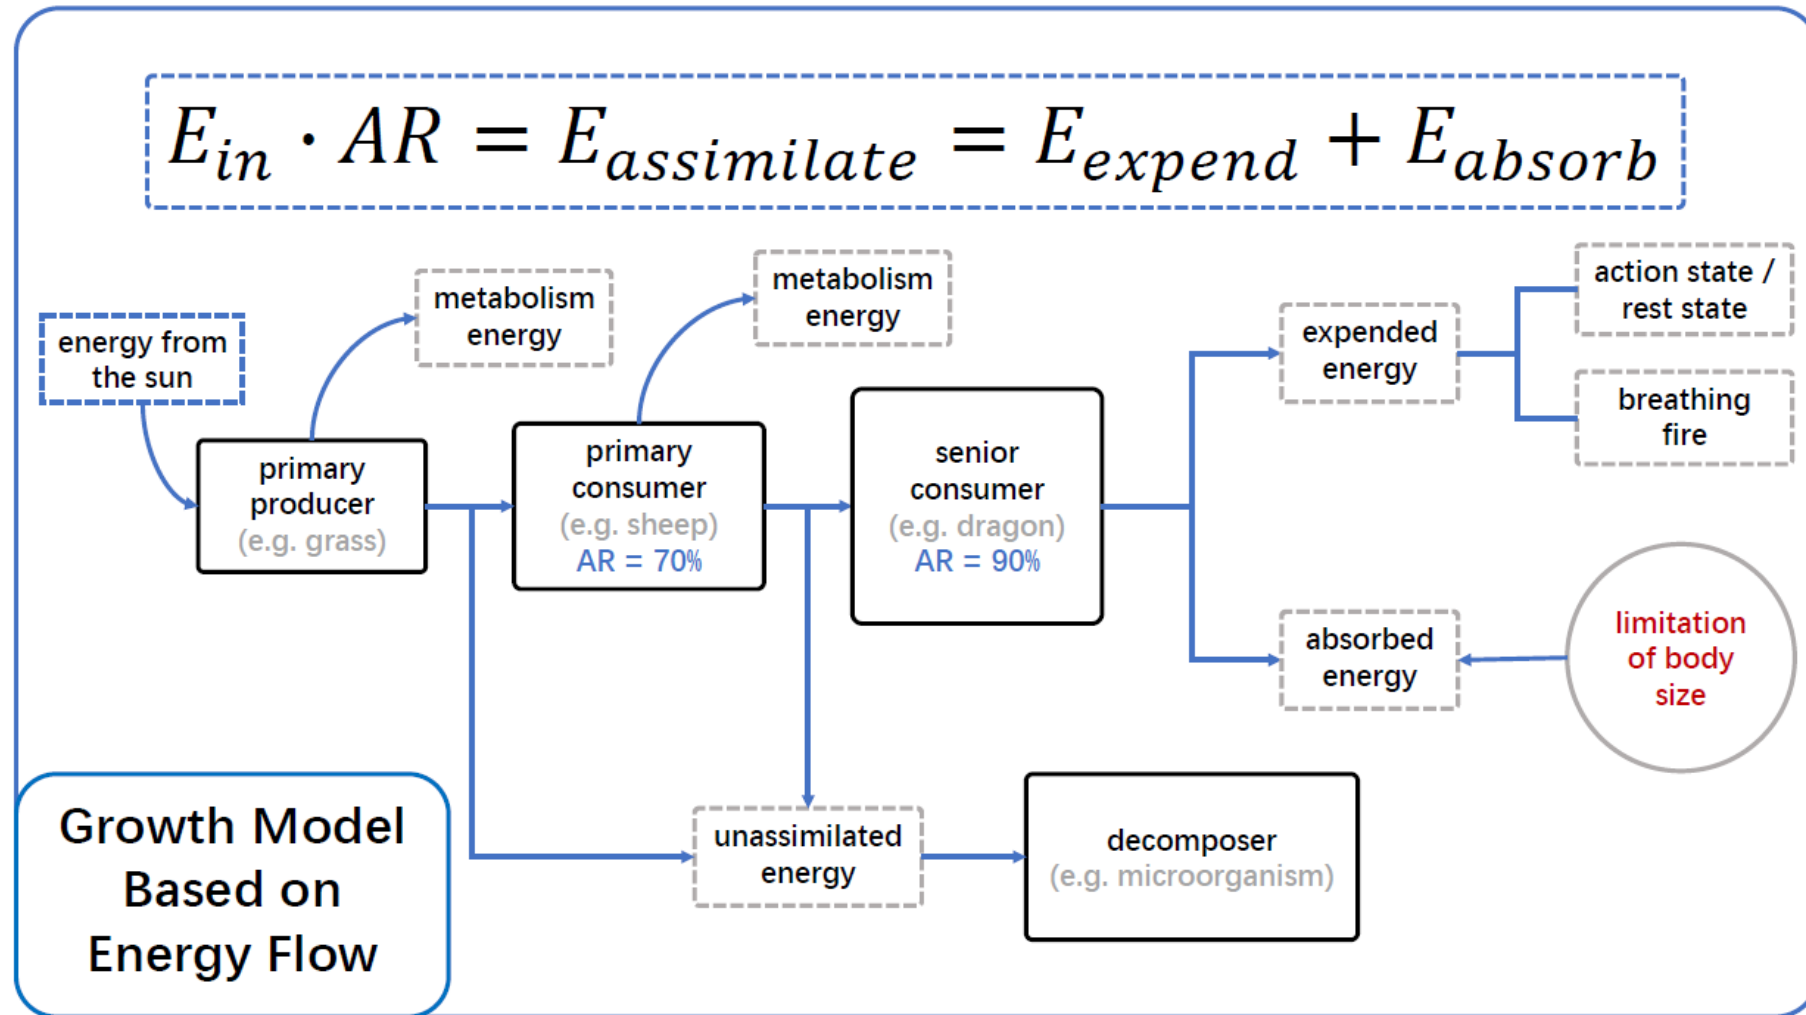 E_in · AR = E_assimilate = E_expend + E_absorb
energy from
the sun
metabolism
energy
metabolism
energy
primary
producer
(e.g. grass)
primary
consumer
(e.g. sheep)
AR = 70%
senior
consumer
(e.g. dragon)
AR = 90%
expended
energy
action state /
rest state
breathing
fire
absorbed
energy
limitation
of body
size
unassimilated
energy
decomposer
(e.g. microorganism)
Growth Model
Based on
Energy Flow